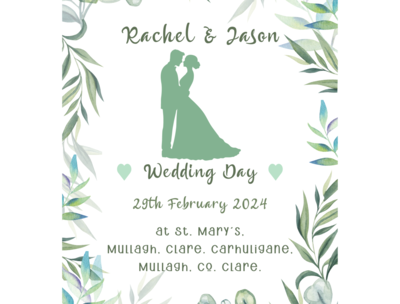 Rachel & Jason
Wedding Day
29th February 2024
at St. Mary's,
Mullagh, Clare, Carhuligane,
Mullagh, Co. Clare.